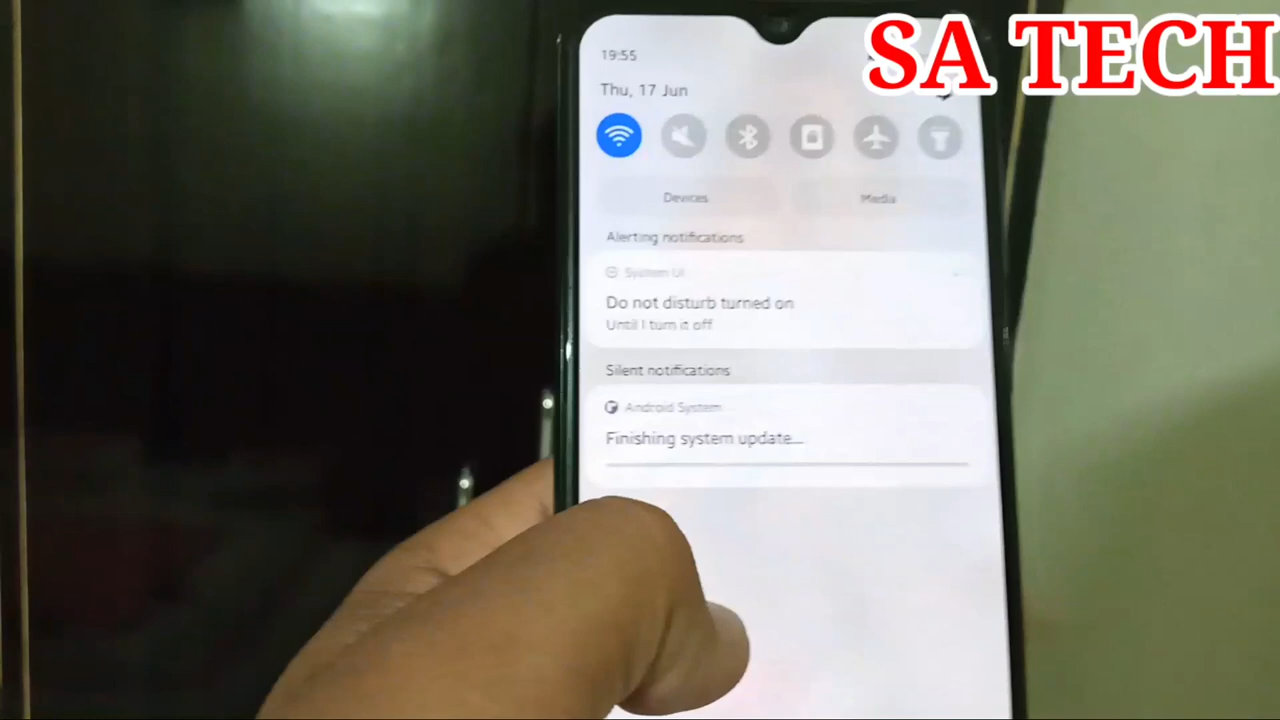 SA TECH
19:55
Thu, 17 Jun
Devices
Media
Alerting notifications
System UI
Do not disturb turned on
Until I turn it off
Silent notifications
Android System
Finishing system update...